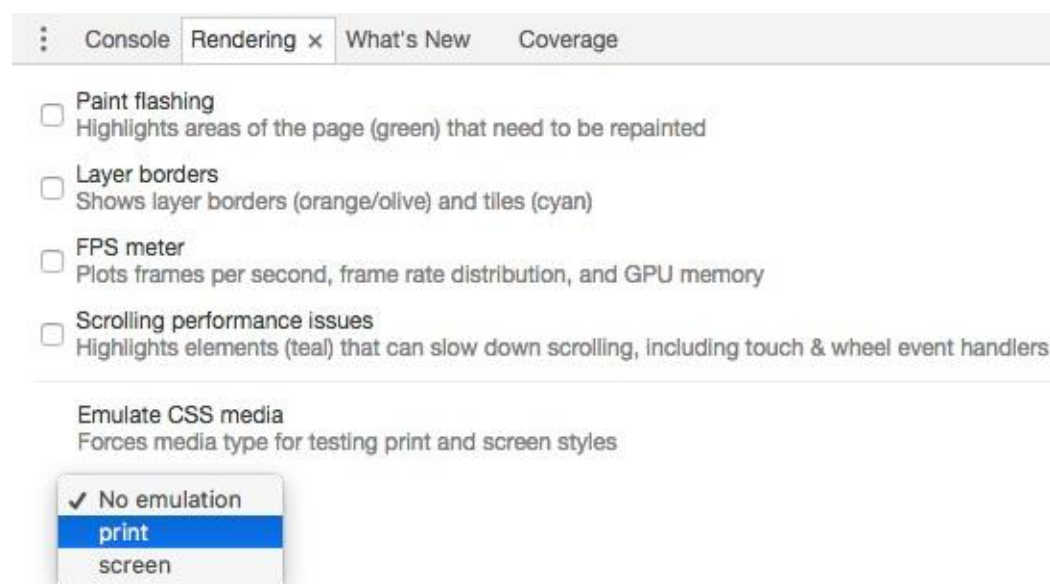 Console Rendering × What's New Coverage
Paint flashing
Highlights areas of the page (green) that need to be repainted
Layer borders
Shows layer borders (orange/olive) and tiles (cyan)
FPS meter
Plots frames per second, frame rate distribution, and GPU memory
Scrolling performance issues
Highlights elements (teal) that can slow down scrolling, including touch & wheel event handlers
Emulate CSS media
Forces media type for testing print and screen styles
✓ No emulation
print
screen